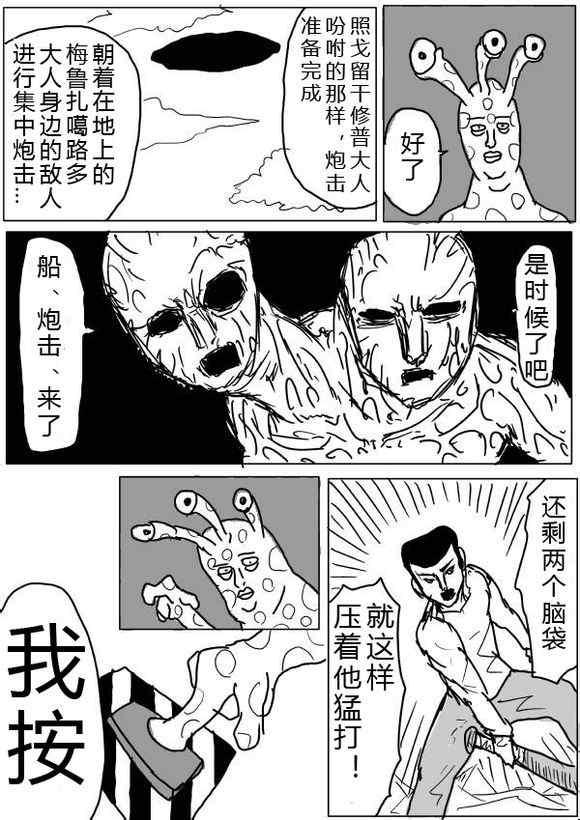 好了
照戈留干修普大人
吩咐的那样，炮击
准备完成
朝着在地上的
梅鲁扎噶路多
大人身边的敌人
进行集中炮击…
是时候了吧
船、炮击、来了
还剩两个脑袋
就这样
压着他猛打！
我按